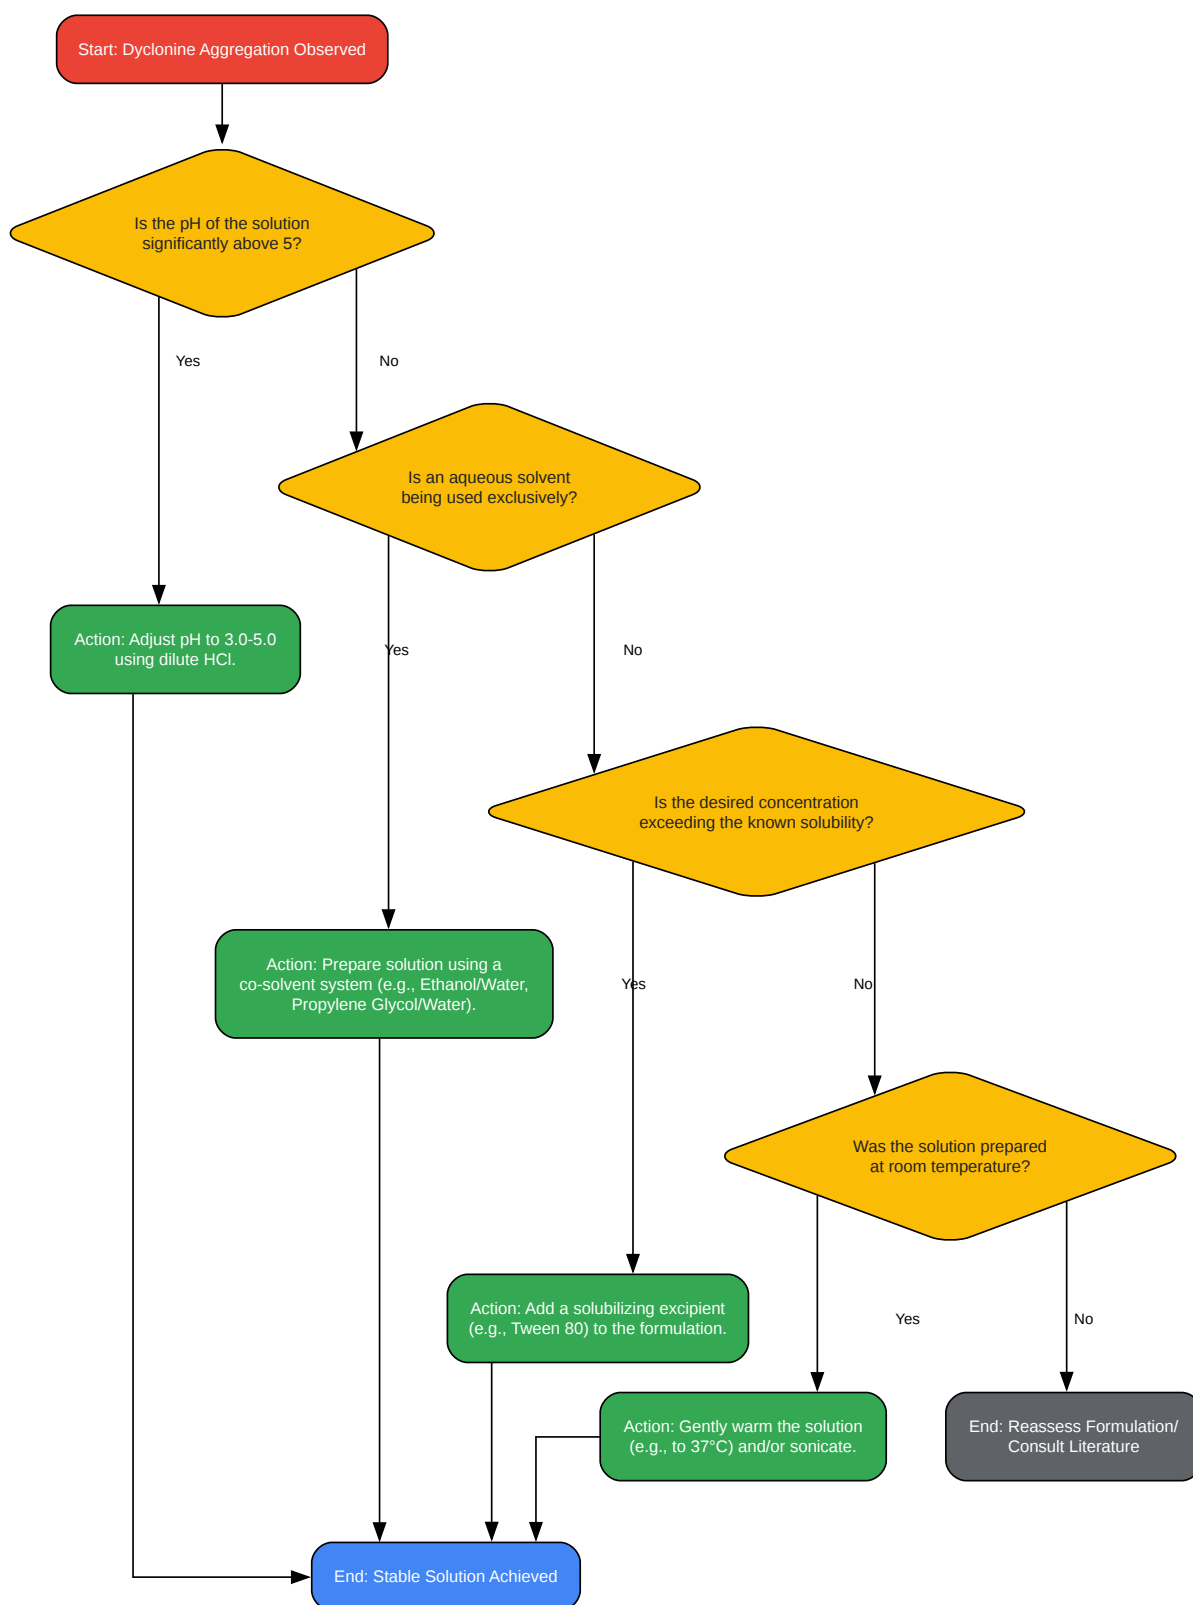 Start: Dyclonine Aggregation Observed
Is the pH of the solution
significantly above 5?
Yes
No
Is an aqueous solvent
being used exclusively?
Action: Adjust pH to 3.0-5.0
using dilute HCl.
Yes
No
Is the desired concentration
exceeding the known solubility?
Action: Prepare solution using a
co-solvent system (e.g., Ethanol/Water,
Propylene Glycol/Water).
Yes
No
Was the solution prepared
at room temperature?
Action: Add a solubilizing excipient
(e.g., Tween 80) to the formulation.
Yes
No
Action: Gently warm the solution
(e.g., to 37°C) and/or sonicate.
End: Reassess Formulation/
Consult Literature
End: Stable Solution Achieved